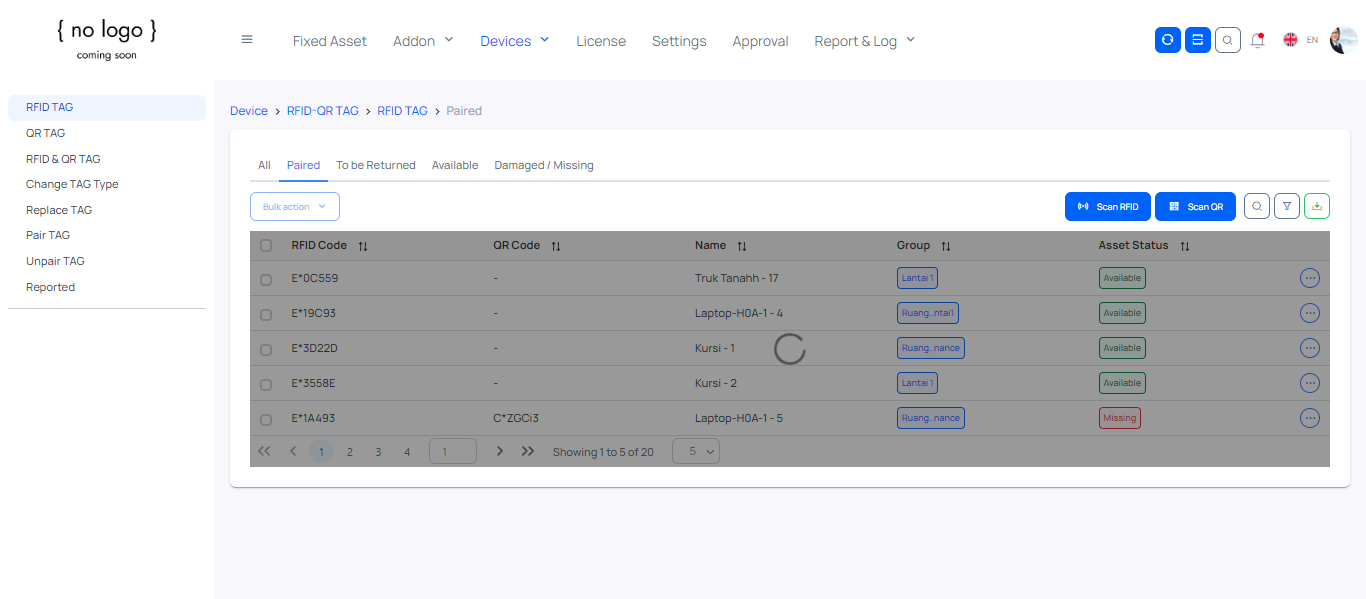 { no logo }
coming soon
Fixed Asset Addon Devices License Settings Approval Report & Log EN
RFID TAG
QR TAG
RFID & QR TAG
Change TAG Type
Replace TAG
Pair TAG
Unpair TAG
Reported
Device > RFID-QR TAG > RFID TAG > Paired
All Paired To be Returned Available Damaged / Missing
Bulk action Scan RFID Scan QR
RFID Code QR Code Name Group Asset Status
E*0C559 - Truk Tanahh - 17 Lantai 1 Available
E*19C93 - Laptop-H0A-1 - 4 Ruang..ntai1 Available
E*3D22D - Kursi - 1 Ruang..nance Available
E*3558E - Kursi - 2 Lantai 1 Available
E*1A493 C*ZGCi3 Laptop-H0A-1 - 5 Ruang..nance Missing
1 2 3 4 1 Showing 1 to 5 of 20 5